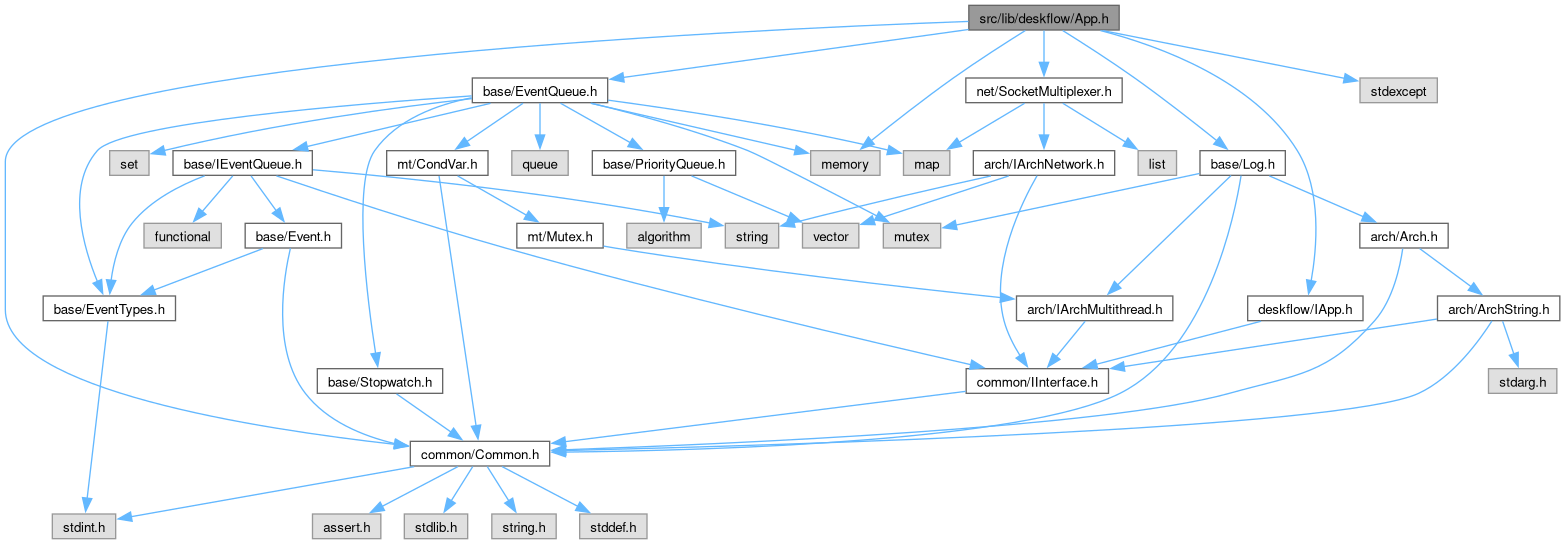 src/lib/deskflow/App.h
base/EventQueue.h
net/SocketMultiplexer.h
stdexcept
set
base/IEventQueue.h
mt/CondVar.h
queue
base/PriorityQueue.h
memory
map
arch/IArchNetwork.h
list
base/Log.h
functional
base/Event.h
mt/Mutex.h
algorithm
string
vector
mutex
arch/Arch.h
base/EventTypes.h
arch/IArchMultithread.h
deskflow/IApp.h
arch/ArchString.h
base/Stopwatch.h
common/IInterface.h
stdarg.h
common/Common.h
stdint.h
assert.h
stdlib.h
string.h
stddef.h